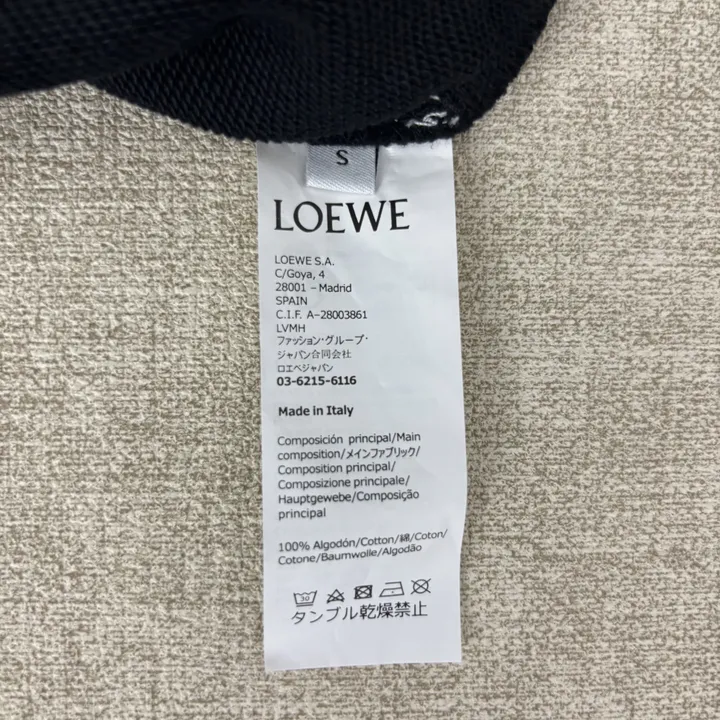 S
LOEWE
LOEWE S.A.
C/Goya, 4
28001 – Madrid
SPAIN
C.I.F. A-28003861
LVMH
ファッション・グループ・
ジャパン合同会社
ロエベジャパン
03-6215-6116
Made in Italy
Composición principal/Main
composition/メインファブリック/
Composition principal/
Composizione principale/
Hauptgewebe/Composição
principal
100% Algodón/Cotton/綿/Coton/
Cotone/Baumwolle/Algodão
30
タンブル乾燥禁止